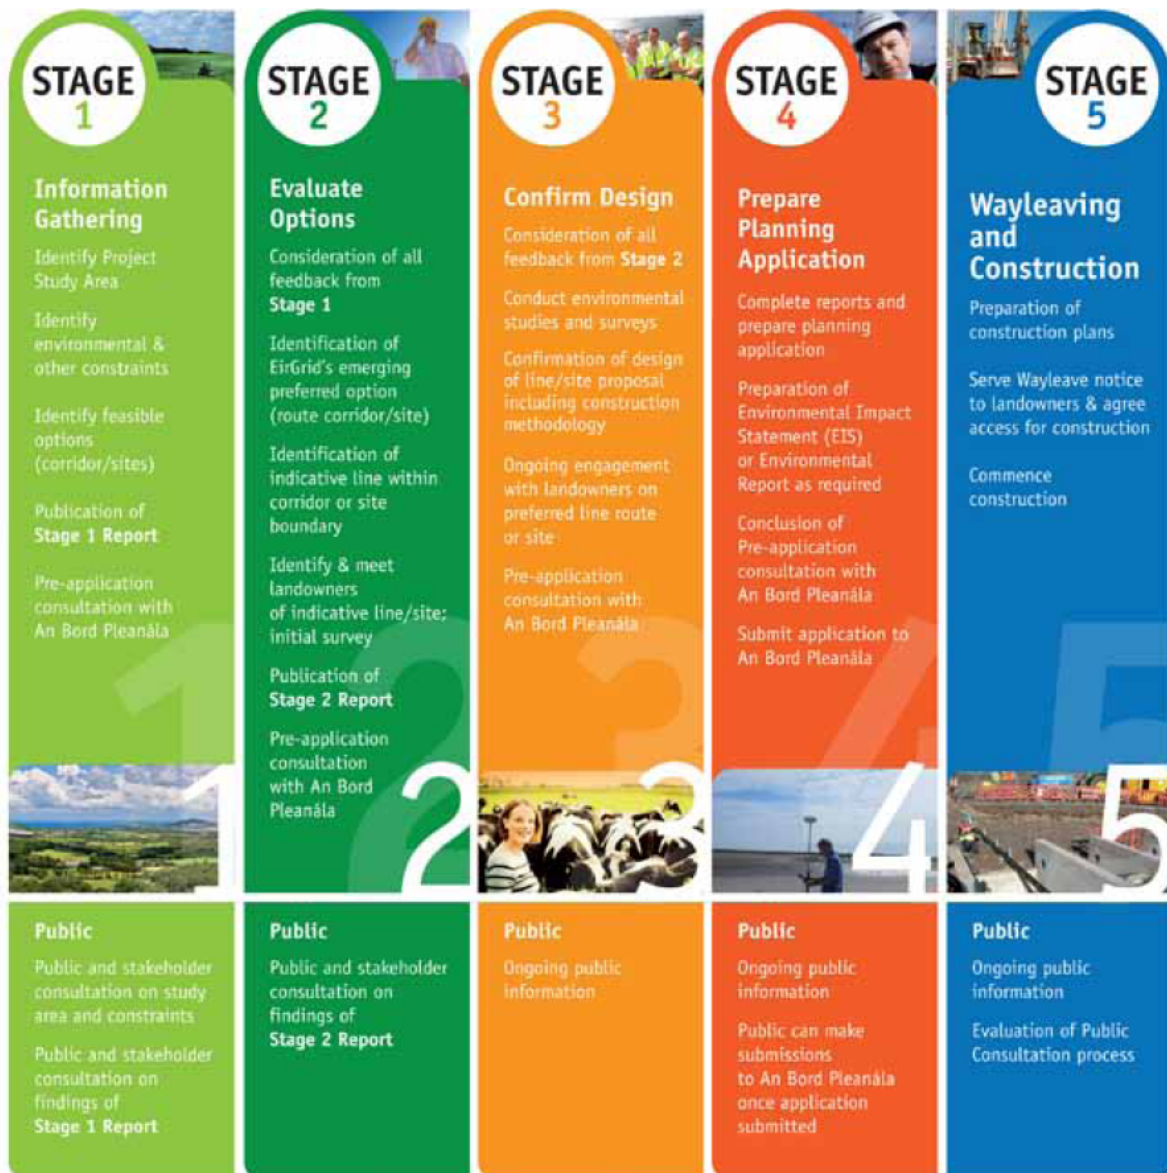 STAGE
1
Information
Gathering
Identify Project
Study Area
Identify
environmental &
other constraints
Identify feasible
options
(corridor/sites)
Publication of
Stage 1 Report
Pre-application
consultation with
An Bord Pleanála
1
1
Public
Public and stakeholder
consultation on study
area and constraints
Public and stakeholder
consultation on
findings of
Stage 1 Report
STAGE
2
Evaluate
Options
Consideration of all
feedback from
Stage 1
Identification of
EirGrid's emerging
preferred option
(route corridor/site)
Identification of
indicative line within
corridor or site
boundary
Identify & meet
landowners
of indicative line/site;
initial survey
Publication of
Stage 2 Report
Pre-application
consultation
with An Bord
Pleanála
2
2
Public
Public and stakeholder
consultation on
findings of
Stage 2 Report
STAGE
3
Confirm Design
Consideration of all
feedback from Stage 2
Conduct environmental
studies and surveys
Confirmation of design
of line/site proposal
including construction
methodology
Ongoing engagement
with landowners on
preferred line route
or site
Pre-application
consultation with
An Bord Pleanála
3
3
Public
Ongoing public
information
STAGE
4
Prepare
Planning
Application
Complete reports and
prepare planning
application
Preparation of
Environmental Impact
Statement (EIS)
or Environmental
Report as required
Conclusion of
Pre-application
consultation with
An Bord Pleanála
Submit application to
An Bord Pleanála
4
4
Public
Ongoing public
information
Public can make
submissions
to An Bord Pleanála
once application
submitted
STAGE
5
Wayleaving
and
Construction
Preparation of
construction plans
Serve Wayleave notice
to landowners & agree
access for construction
Commence
construction
5
5
Public
Ongoing public
information
Evaluation of Public
Consultation process